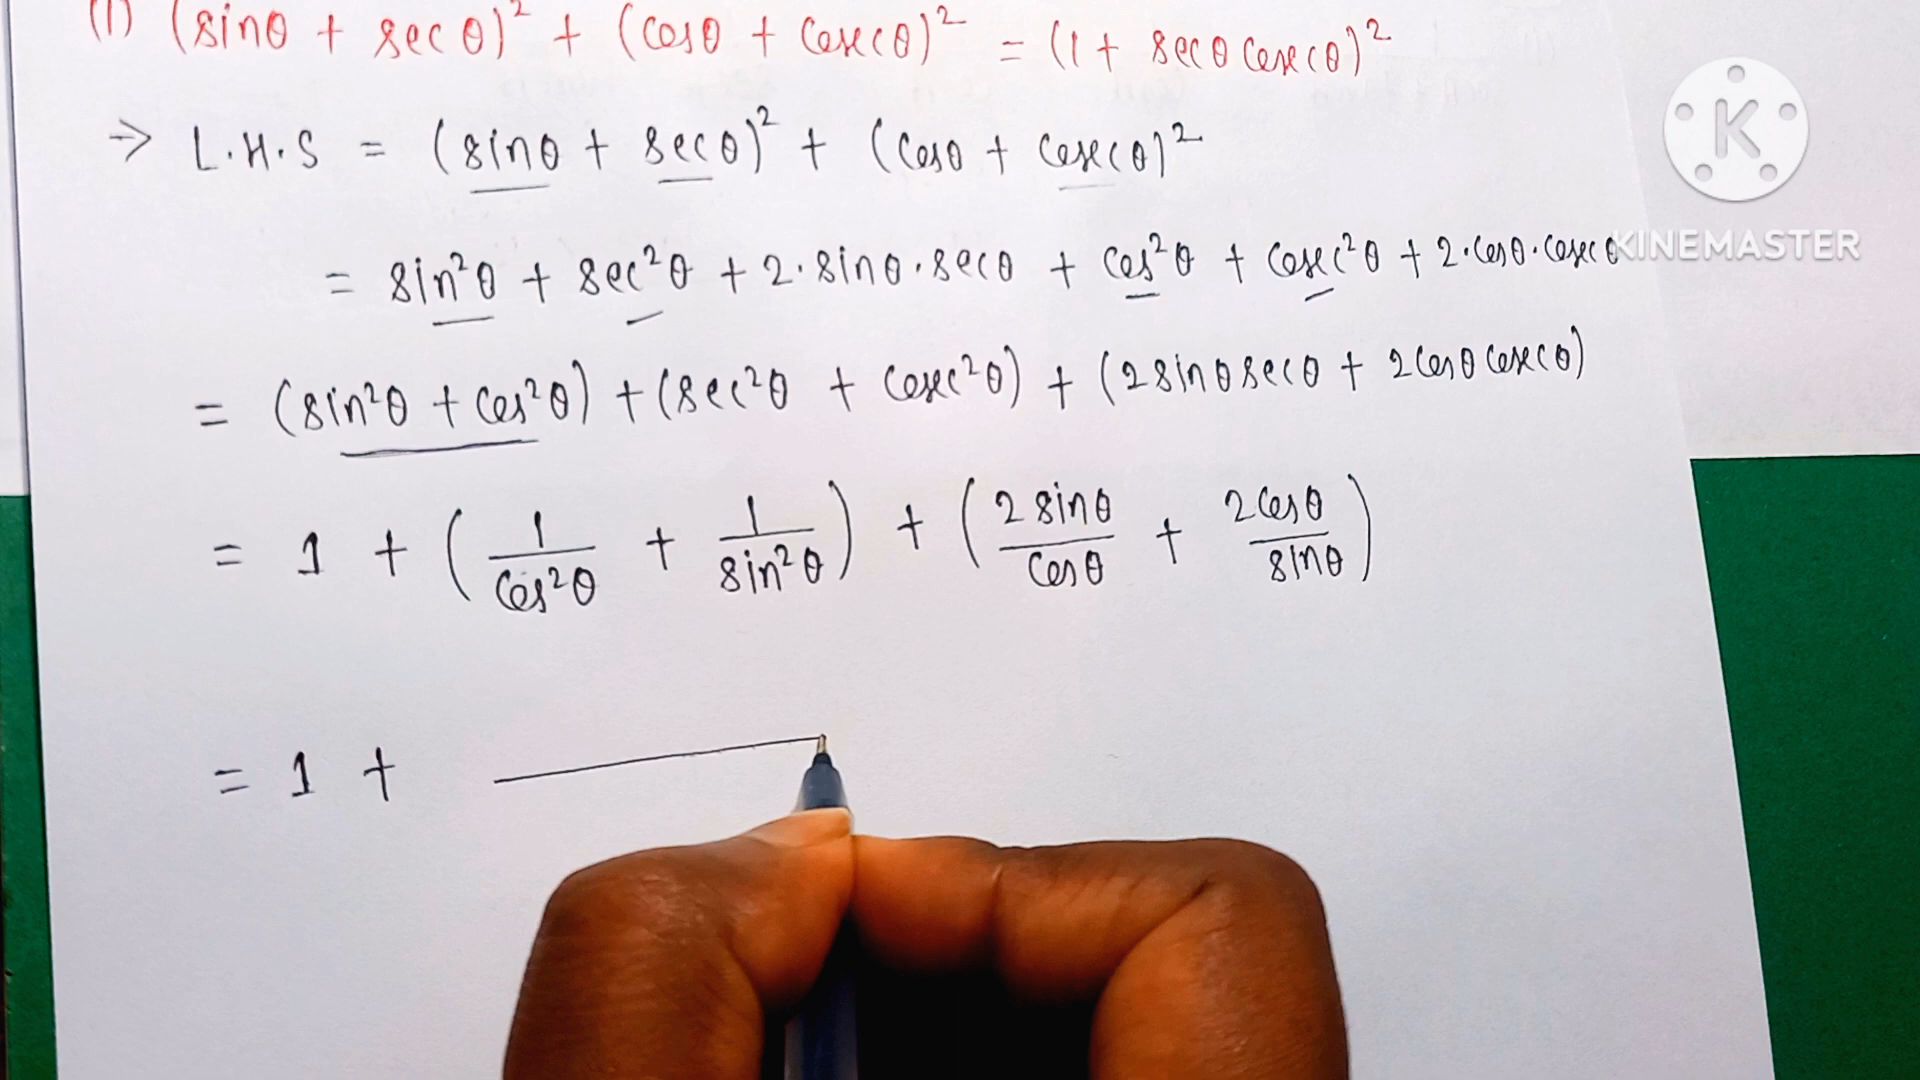 (1) (sinθ + secθ)² + (cosθ + cosecθ)² = (1 + secθ cosecθ)²
K
⇒ L.H.S = (sinθ + secθ)² + (cosθ + cosecθ)²
= sin²θ + sec²θ + 2·sinθ·secθ + cos²θ + cosec²θ + 2·cosθ·cosecθ
KINEMASTER
= (sin²θ + cos²θ) + (sec²θ + cosec²θ) + (2sinθ secθ + 2cosθ cosecθ)
= 1 + (1/cos²θ + 1/sin²θ) + (2sinθ/cosθ + 2cosθ/sinθ)
= 1 +